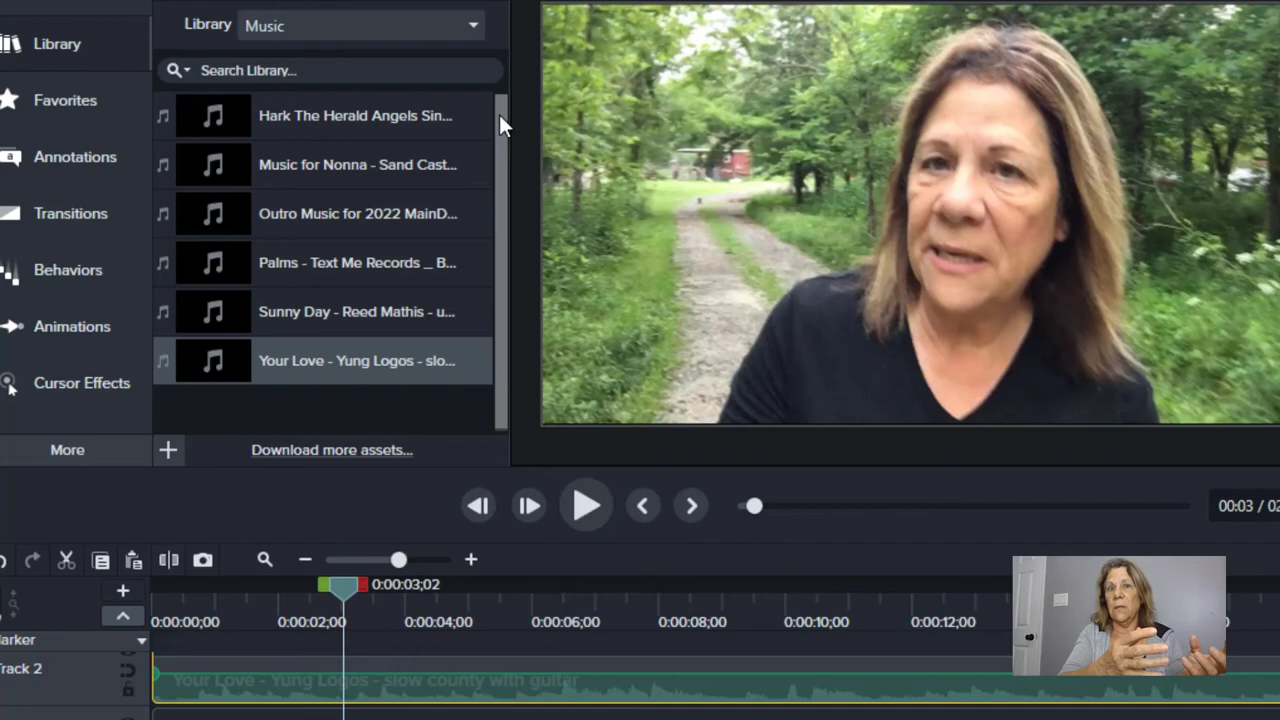 Library Music
Library
Search Library...
Favorites
Annotations
Transitions
Behaviors
Animations
Cursor Effects
More
Hark The Herald Angels Sin...
Music for Nonna - Sand Cast...
Outro Music for 2022 MainD...
Palms - Text Me Records _ B...
Sunny Day - Reed Mathis - u...
Your Love - Yung Logos - slo...
Download more assets...
00:03 / 02
0:00:03;02
0:00:00;00 0:00:02;00 0:00:04;00 0:00:06;00 0:00:08;00 0:00:10;00 0:00:12;00
arker
rack 2
Your Love - Yung Logos - slow county with guitar